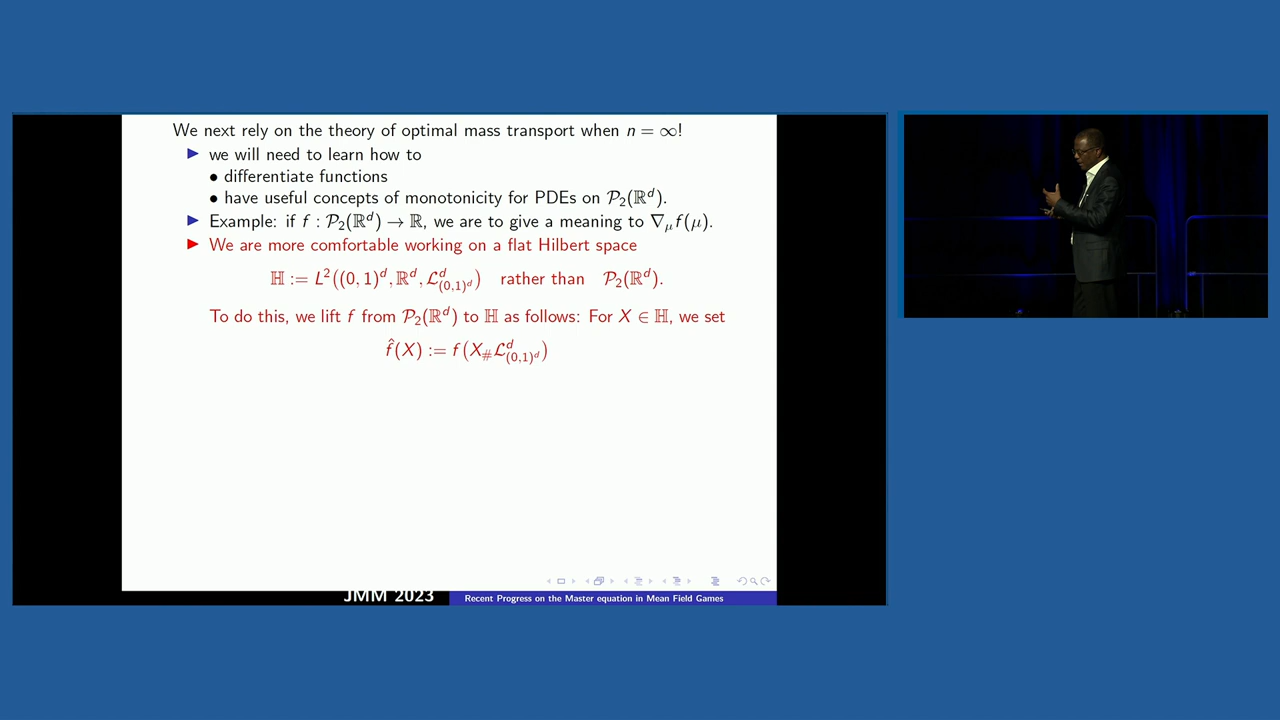 We next rely on the theory of optimal mass transport when n = ∞!
▶ we will need to learn how to
• differentiate functions
• have useful concepts of monotonicity for PDEs on 𝒫₂(ℝᵈ).
▶ Example: if f : 𝒫₂(ℝᵈ) → ℝ, we are to give a meaning to ∇_μ f(μ).
▶ We are more comfortable working on a flat Hilbert space
ℍ := L²((0, 1)ᵈ, ℝᵈ, ℒᵈ_{(0,1)ᵈ}) rather than 𝒫₂(ℝᵈ).
To do this, we lift f from 𝒫₂(ℝᵈ) to ℍ as follows: For X ∈ ℍ, we set
f̂(X) := f(X_# ℒᵈ_{(0,1)ᵈ})
JMM 2023
Recent Progress on the Master equation in Mean Field Games